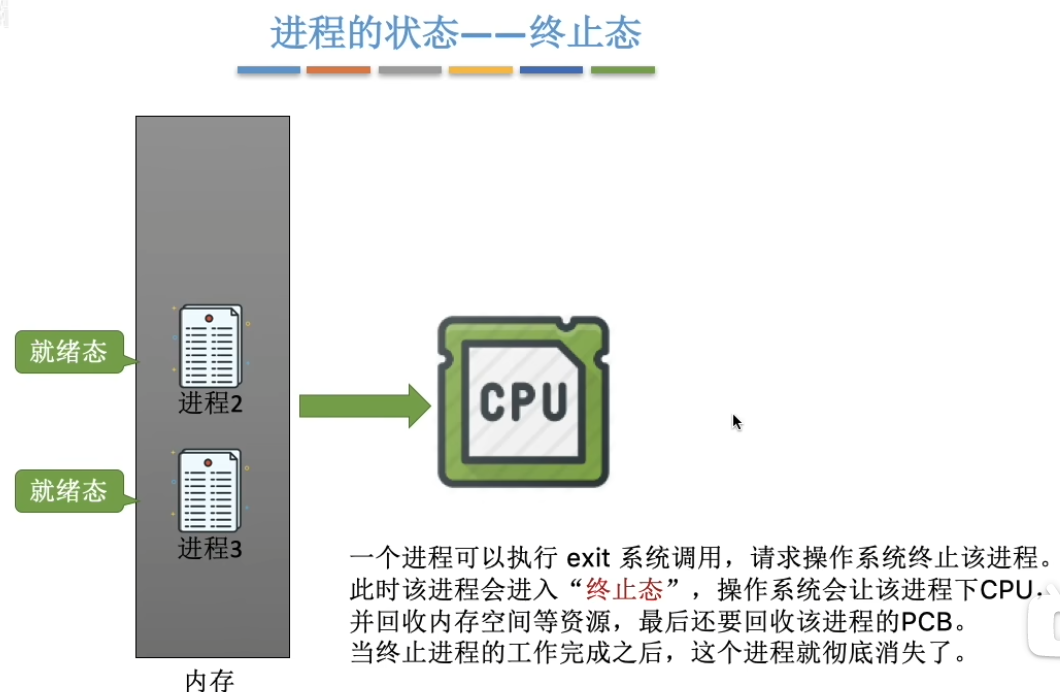 进程的状态——终止态
就绪态
进程2
CPU
就绪态
进程3
一个进程可以执行 exit 系统调用，请求操作系统终止该进程。
此时该进程会进入“终止态”，操作系统会让该进程下CPU，
并回收内存空间等资源，最后还要回收该进程的PCB。
当终止进程的工作完成之后，这个进程就彻底消失了。
内存